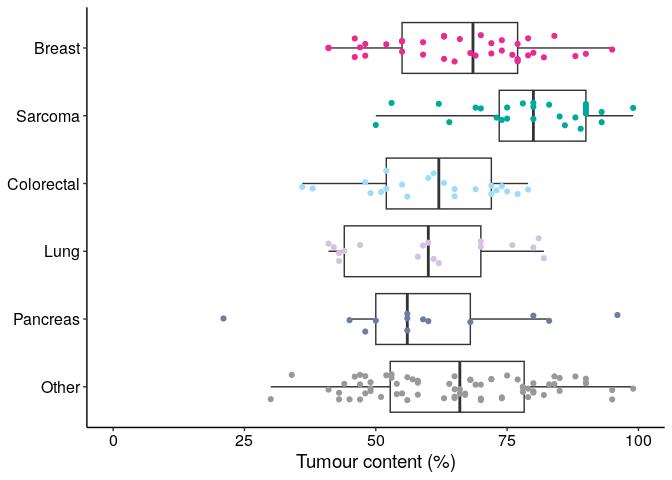 Breast
Sarcoma
Colorectal
Lung
Pancreas
Other
0 25 50 75 100
Tumour content (%)